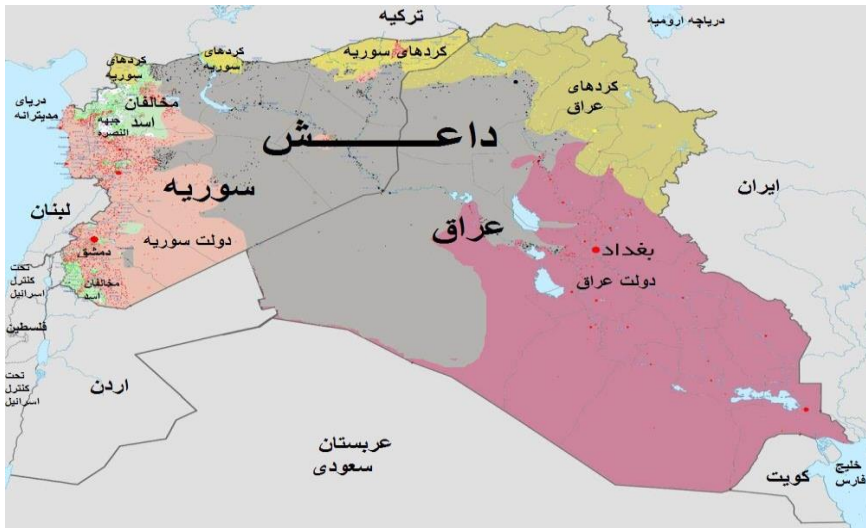 ترکیه
دریاچه ارومیه
کردهای
سوریه
کردهای
سوریه
کردهای سوریه
کردهای
عراق
دریای
مدیترانه
مخالفان
اسد
جبهه
النصره
داعــــــش
سوریه
ایران
لبنان
دولت سوریه
عراق
دمشق
بغداد
دولت عراق
تحت
کنترل
اسرائیل
مخالفان
اسد
فلسطین
تحت
کنترل
اسرائیل
اردن
عربستان
سعودی
کویت
خلیج
فارس